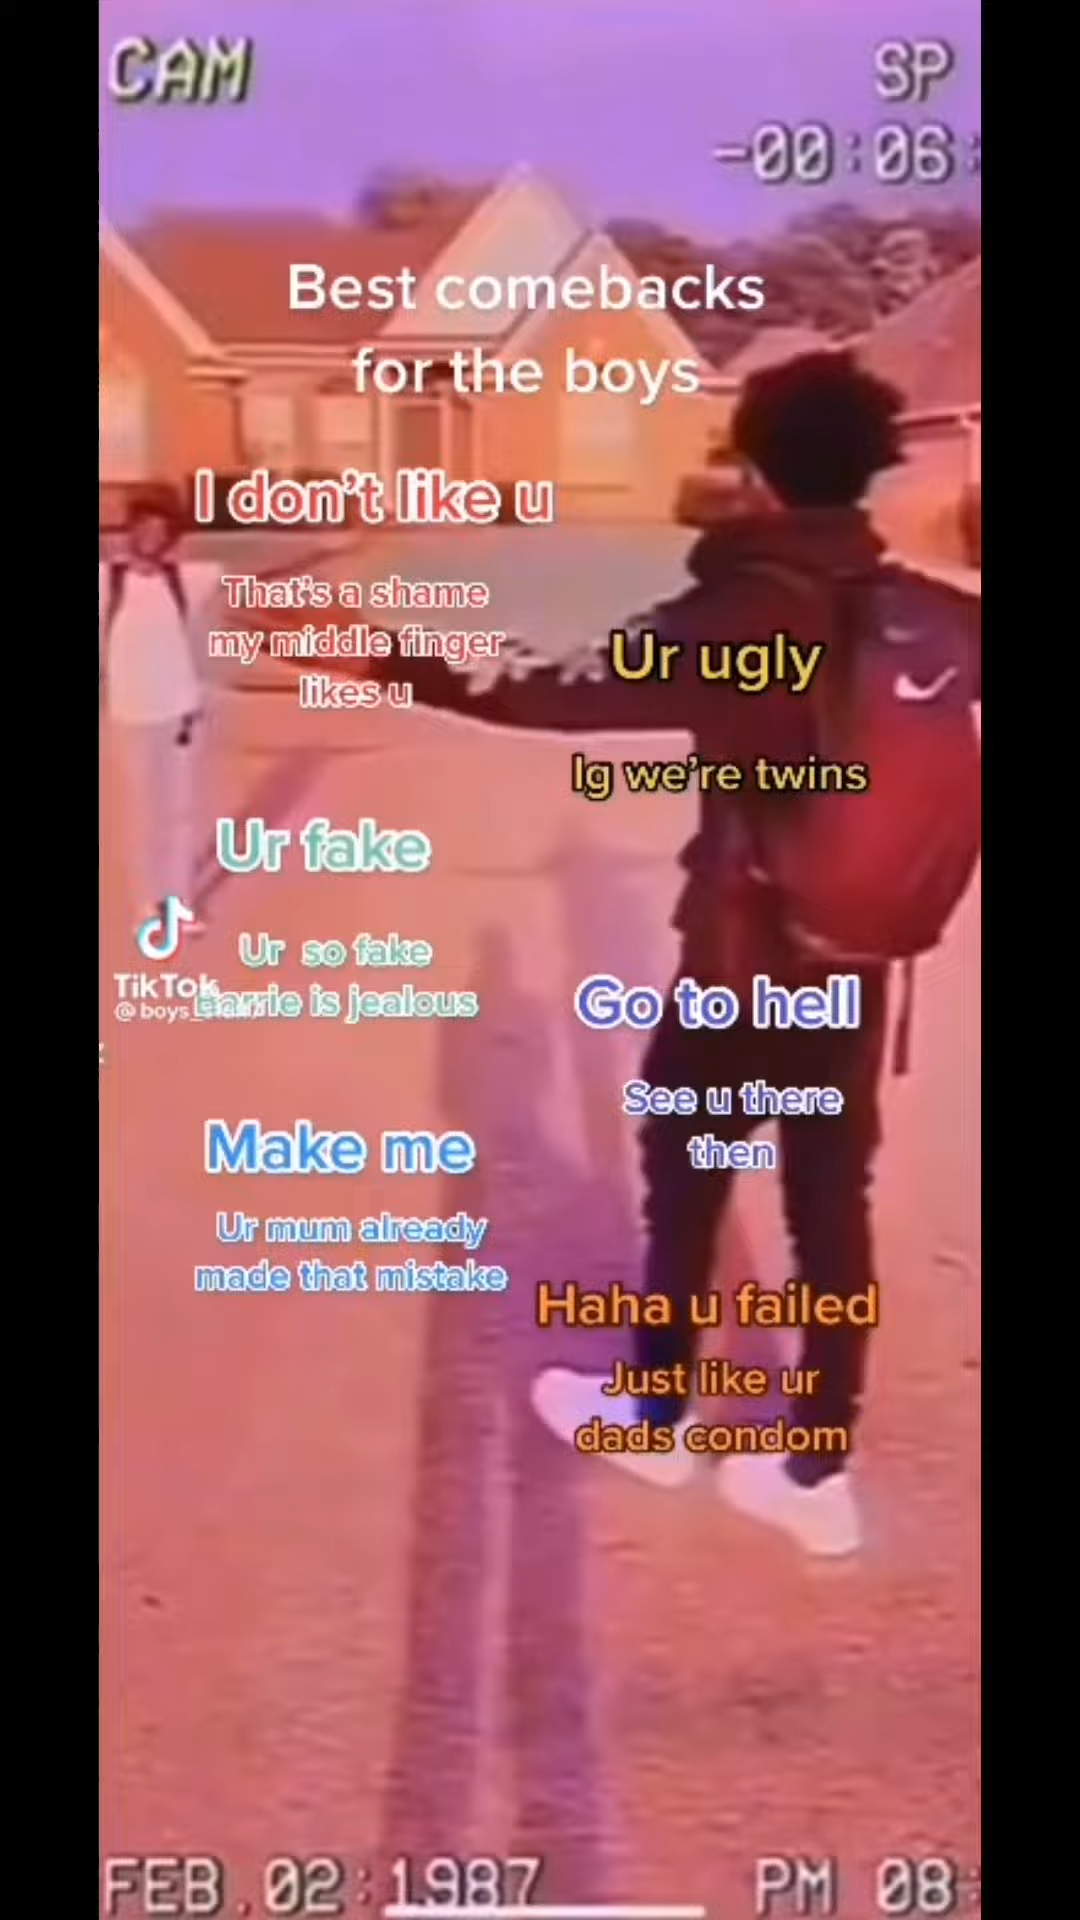 CAM
SP
-00:06:
Best comebacks
for the boys
I don't like u
That's a shame
my middle finger
likes u
Ur ugly
Ig we're twins
Ur fake
Ur so fake
Barrie is jealous
TikTok
@boys_
Go to hell
See u there
then
Make me
Ur mum already
made that mistake
Haha u failed
Just like ur
dads condom
FEB.02:1987
PM 08: